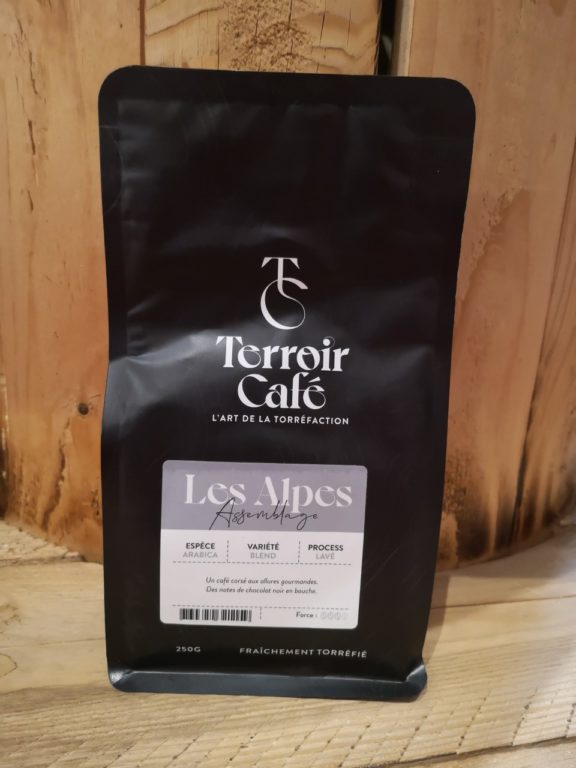 TC
Terroir
Café
L'ART DE LA TORRÉFACTION
Les Alpes
Assemblage
ESPÈCE
ARABICA
VARIÉTÉ
BLEND
PROCESS
LAVÉ
Un café corsé aux allures gourmandes.
Des notes de chocolat noir en bouche.
Force :
250G
FRAÎCHEMENT TORRÉFIÉ